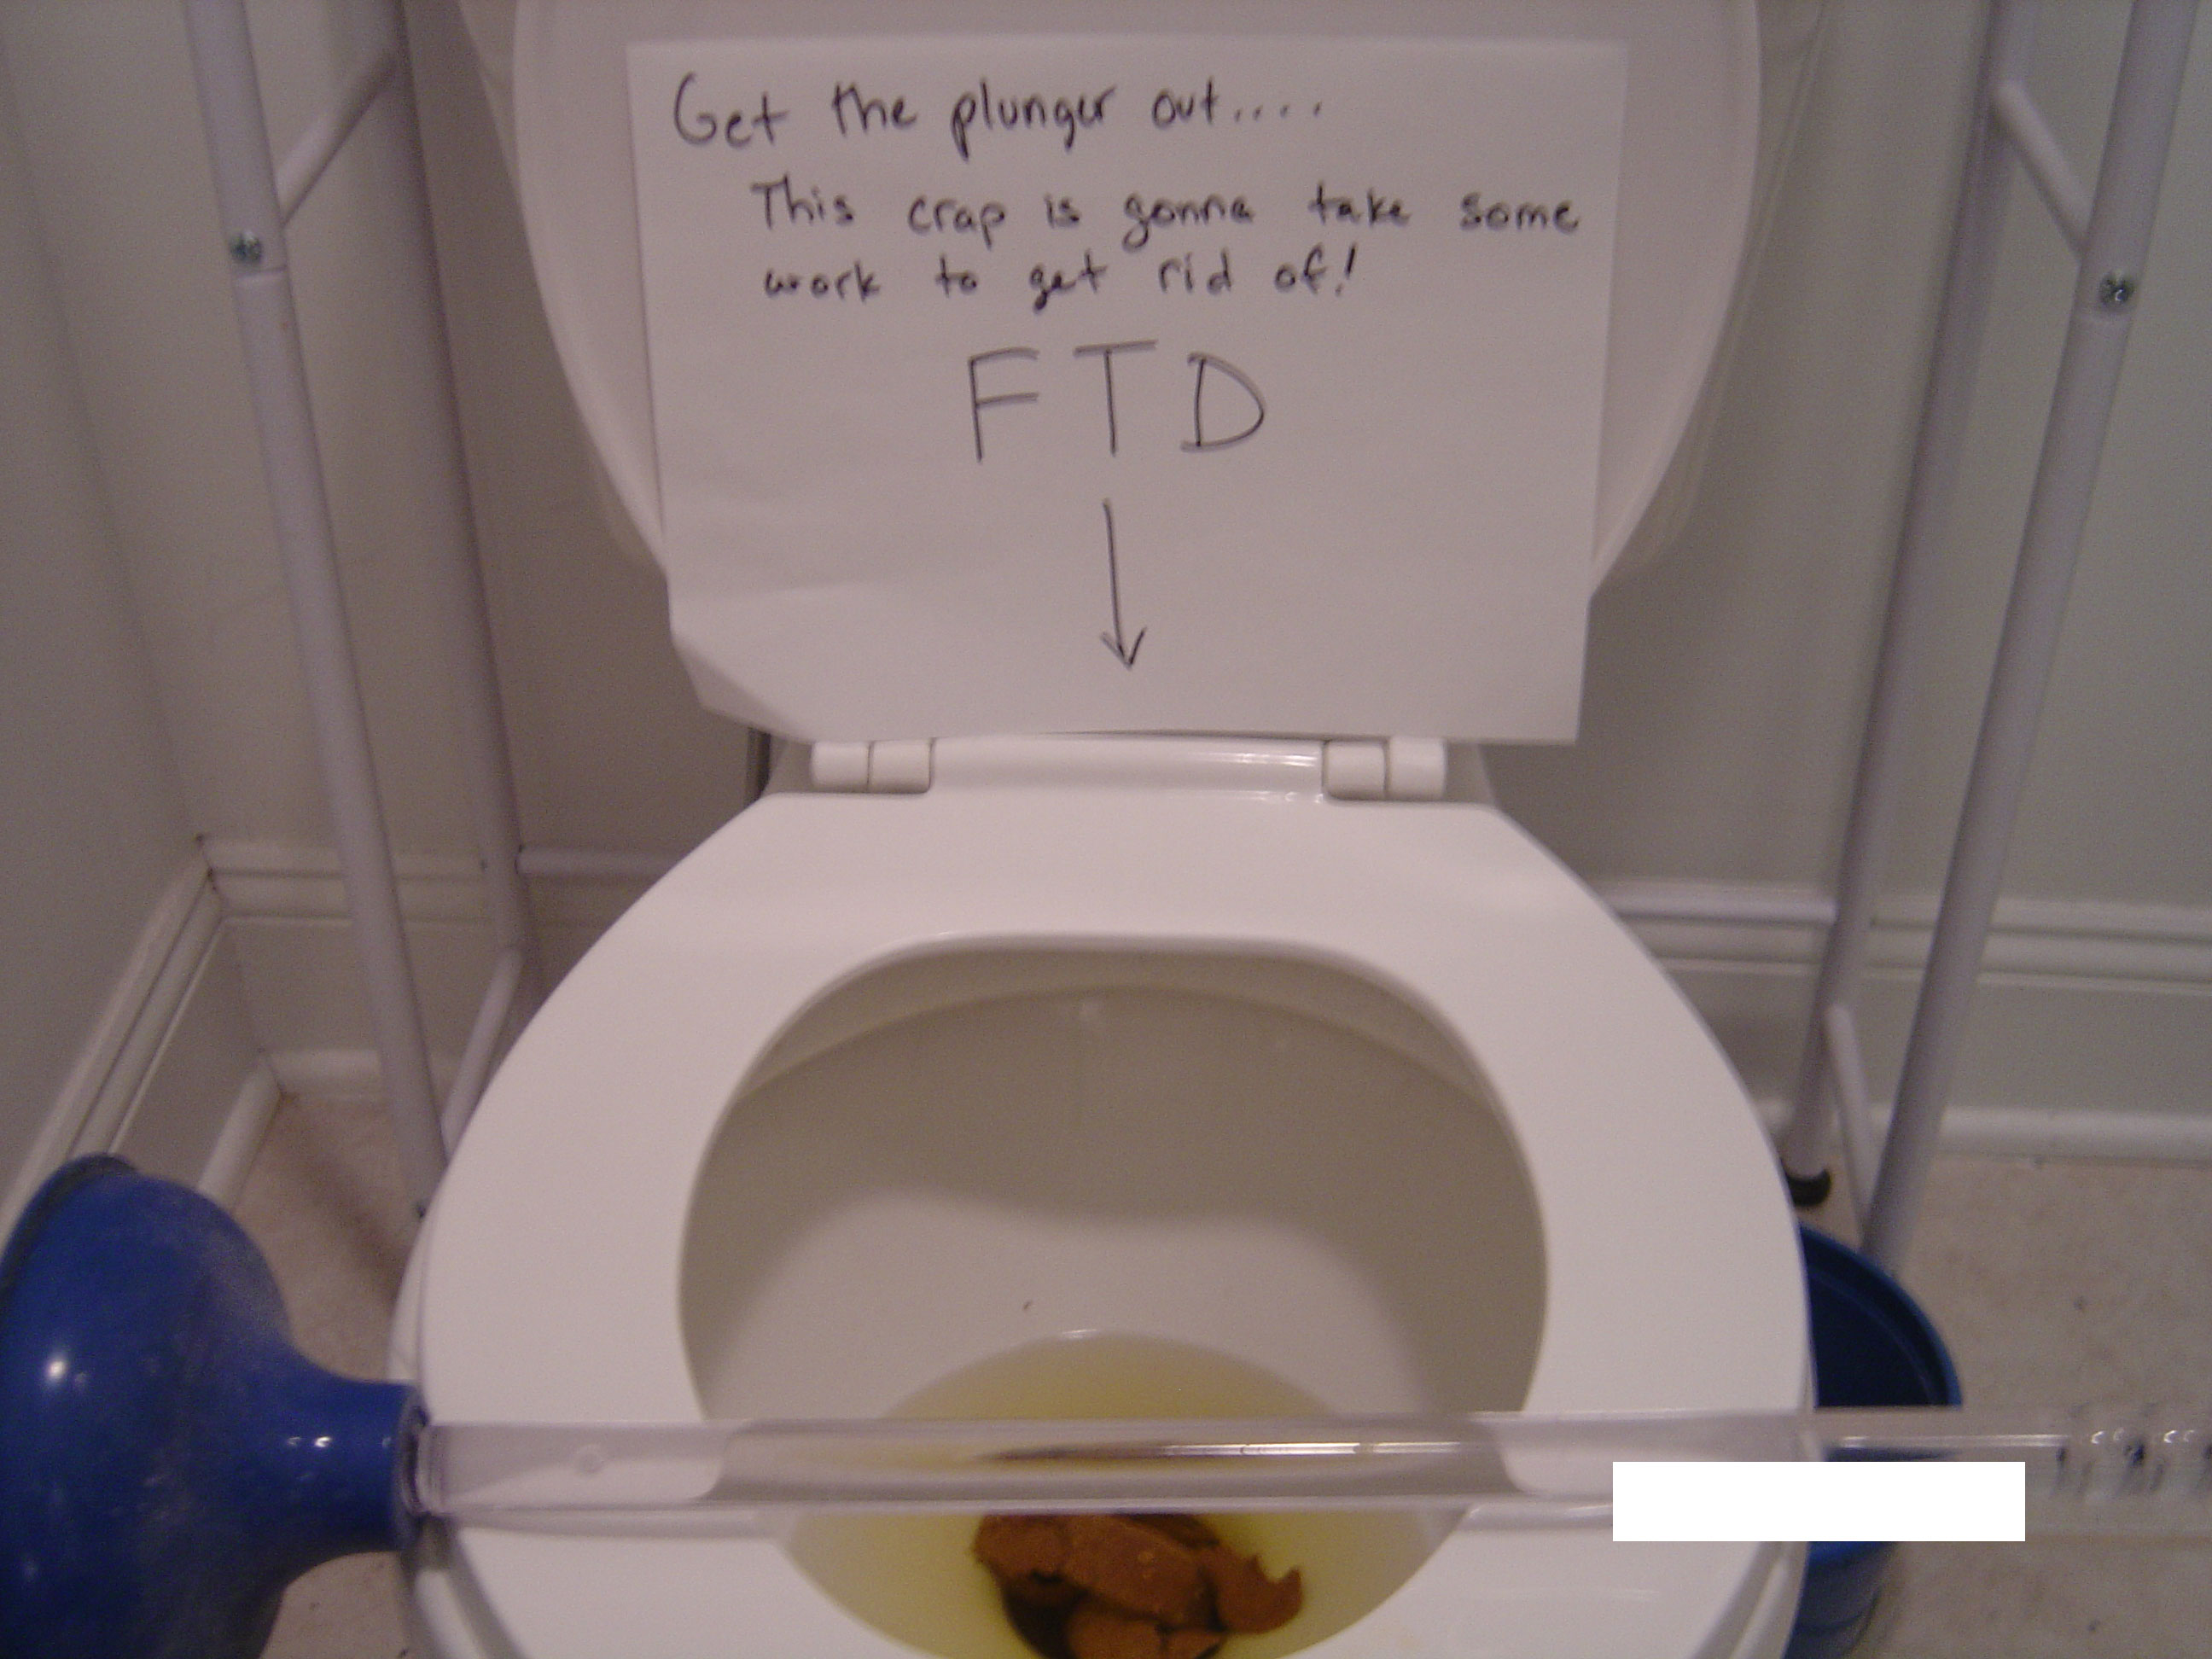 Get the plunger out....
This crap is gonna take some
work to get rid of!
FTD